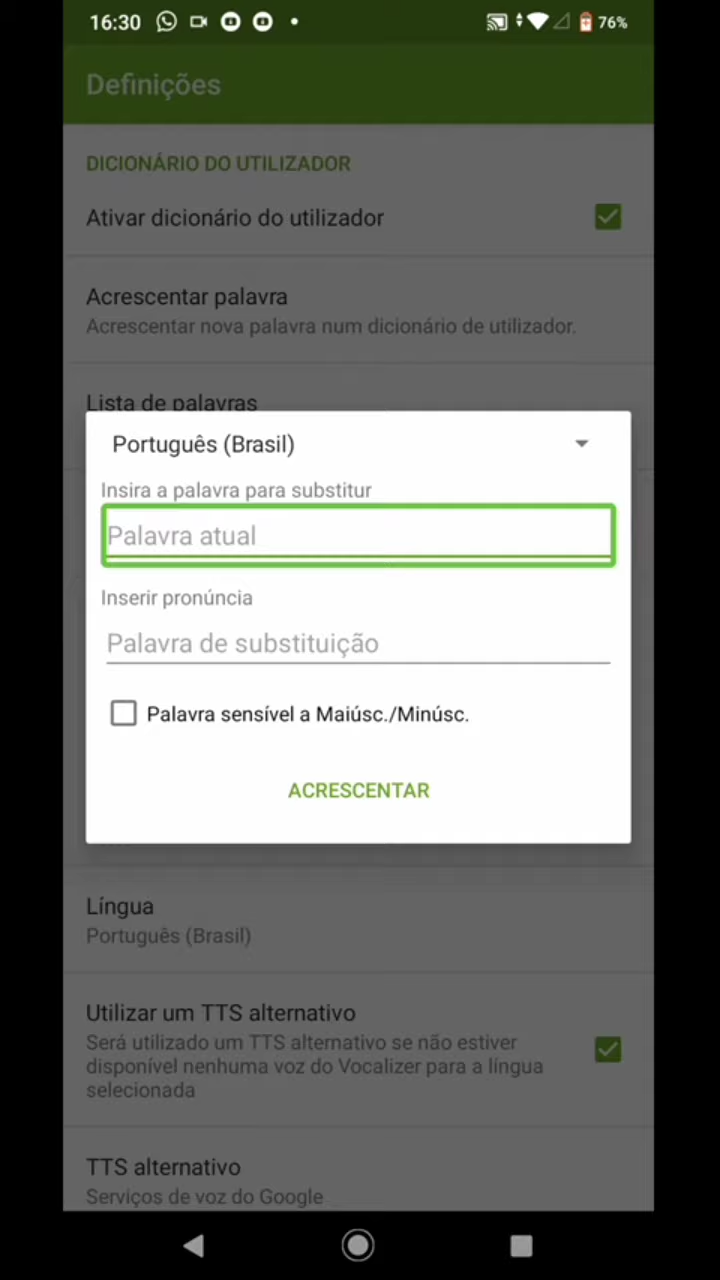 16:30
76%
Definições
DICIONÁRIO DO UTILIZADOR
Ativar dicionário do utilizador
Acrescentar palavra
Acrescentar nova palavra num dicionário de utilizador.
Lista de palavras
Português (Brasil)
Insira a palavra para substitur
Palavra atual
Inserir pronúncia
Palavra de substituição
Palavra sensível a Maiúsc./Minúsc.
ACRESCENTAR
Língua
Português (Brasil)
Utilizar um TTS alternativo
Será utilizado um TTS alternativo se não estiver
disponível nenhuma voz do Vocalizer para a língua
selecionada
TTS alternativo
Serviços de voz do Google